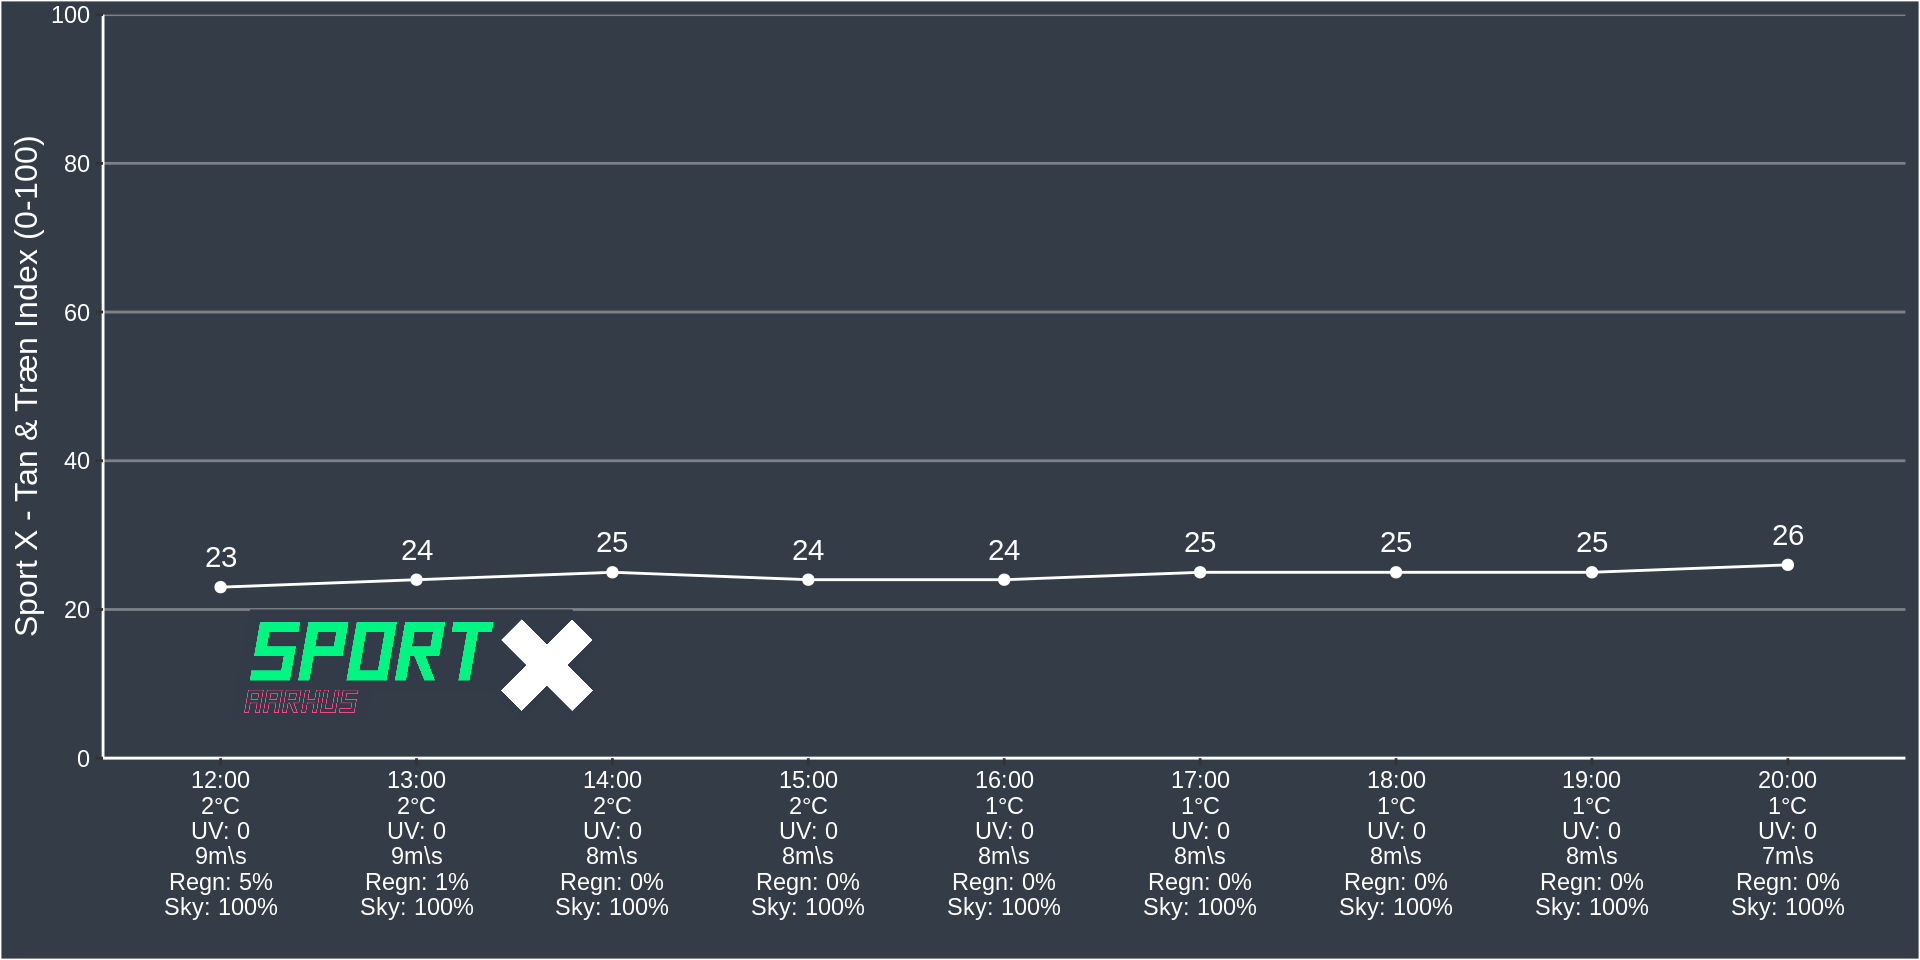 Sport X - Tan & Træn Index (0-100)
100
80
60
40
20
0
23
24
25
24
24
25
25
25
26
SPORT X
AARHUS
12:00
2°C
UV: 0
9m\s
Regn: 5%
Sky: 100%
13:00
2°C
UV: 0
9m\s
Regn: 1%
Sky: 100%
14:00
2°C
UV: 0
8m\s
Regn: 0%
Sky: 100%
15:00
2°C
UV: 0
8m\s
Regn: 0%
Sky: 100%
16:00
1°C
UV: 0
8m\s
Regn: 0%
Sky: 100%
17:00
1°C
UV: 0
8m\s
Regn: 0%
Sky: 100%
18:00
1°C
UV: 0
8m\s
Regn: 0%
Sky: 100%
19:00
1°C
UV: 0
8m\s
Regn: 0%
Sky: 100%
20:00
1°C
UV: 0
7m\s
Regn: 0%
Sky: 100%